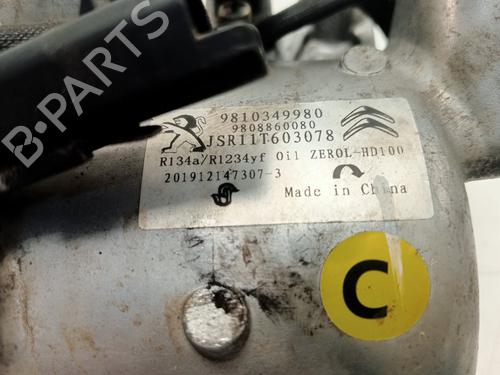 9810349980
9808860080
JSR11T603078
R134a/R1234yf Oil ZEROL-HD100
201912147307-3
Made in China
C
B-PARTS